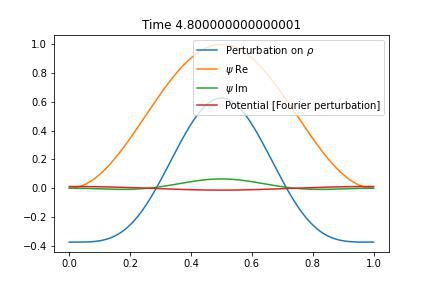 Time 4.800000000000001
Perturbation on ρ
ψ Re
ψ Im
Potential [Fourier perturbation]
1.0
0.8
0.6
0.4
0.2
0.0
−0.2
−0.4
0.0 0.2 0.4 0.6 0.8 1.0